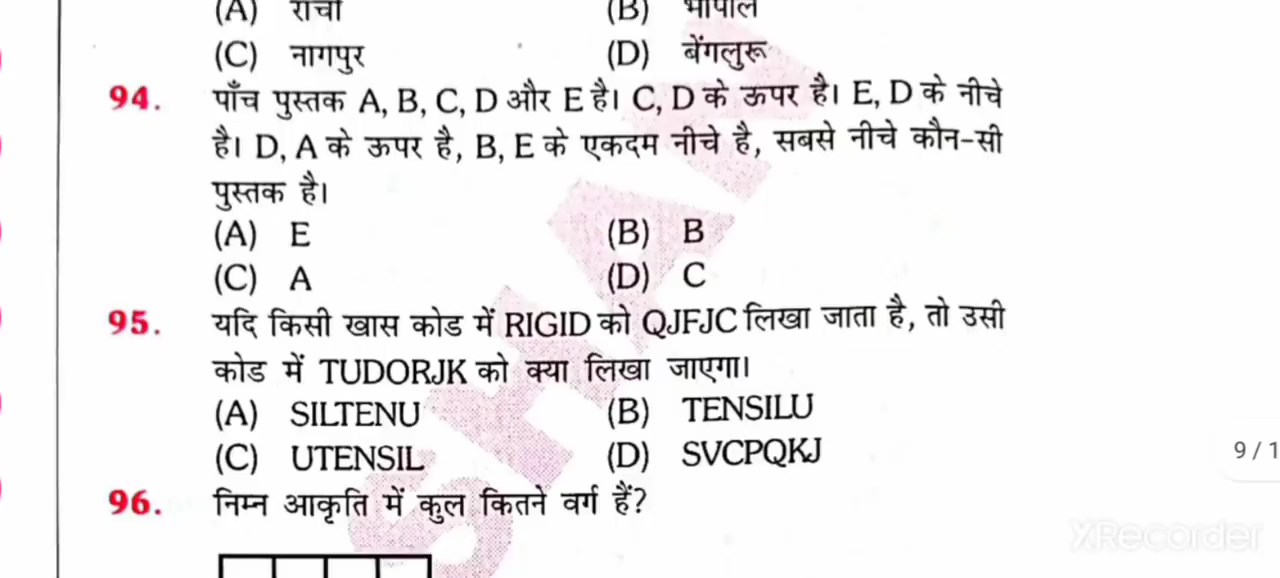 (A) राँची (B) भोपाल
(C) नागपुर (D) बेंगलुरू
94. पाँच पुस्तक A, B, C, D और E है। C, D के ऊपर है। E, D के नीचे
है। D, A के ऊपर है, B, E के एकदम नीचे है, सबसे नीचे कौन-सी
पुस्तक है।
(A) E (B) B
(C) A (D) C
95. यदि किसी खास कोड में RIGID को QJFJC लिखा जाता है, तो उसी
कोड में TUDORJK को क्या लिखा जाएगा।
(A) SILTENU (B) TENSILU
(C) UTENSIL (D) SVCPQKJ
9 / 1
96. निम्न आकृति में कुल कितने वर्ग हैं?
XRecorder